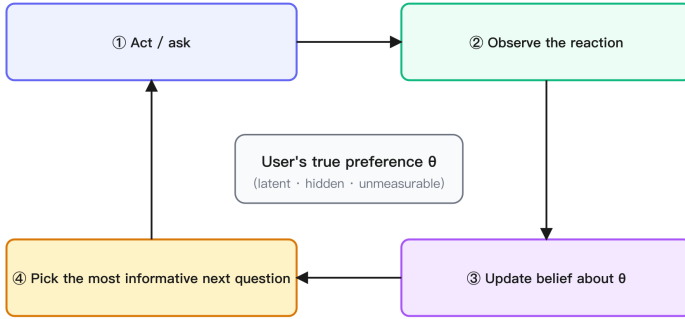 ① Act / ask
② Observe the reaction
User's true preference θ
(latent · hidden · unmeasurable)
④ Pick the most informative next question
③ Update belief about θ